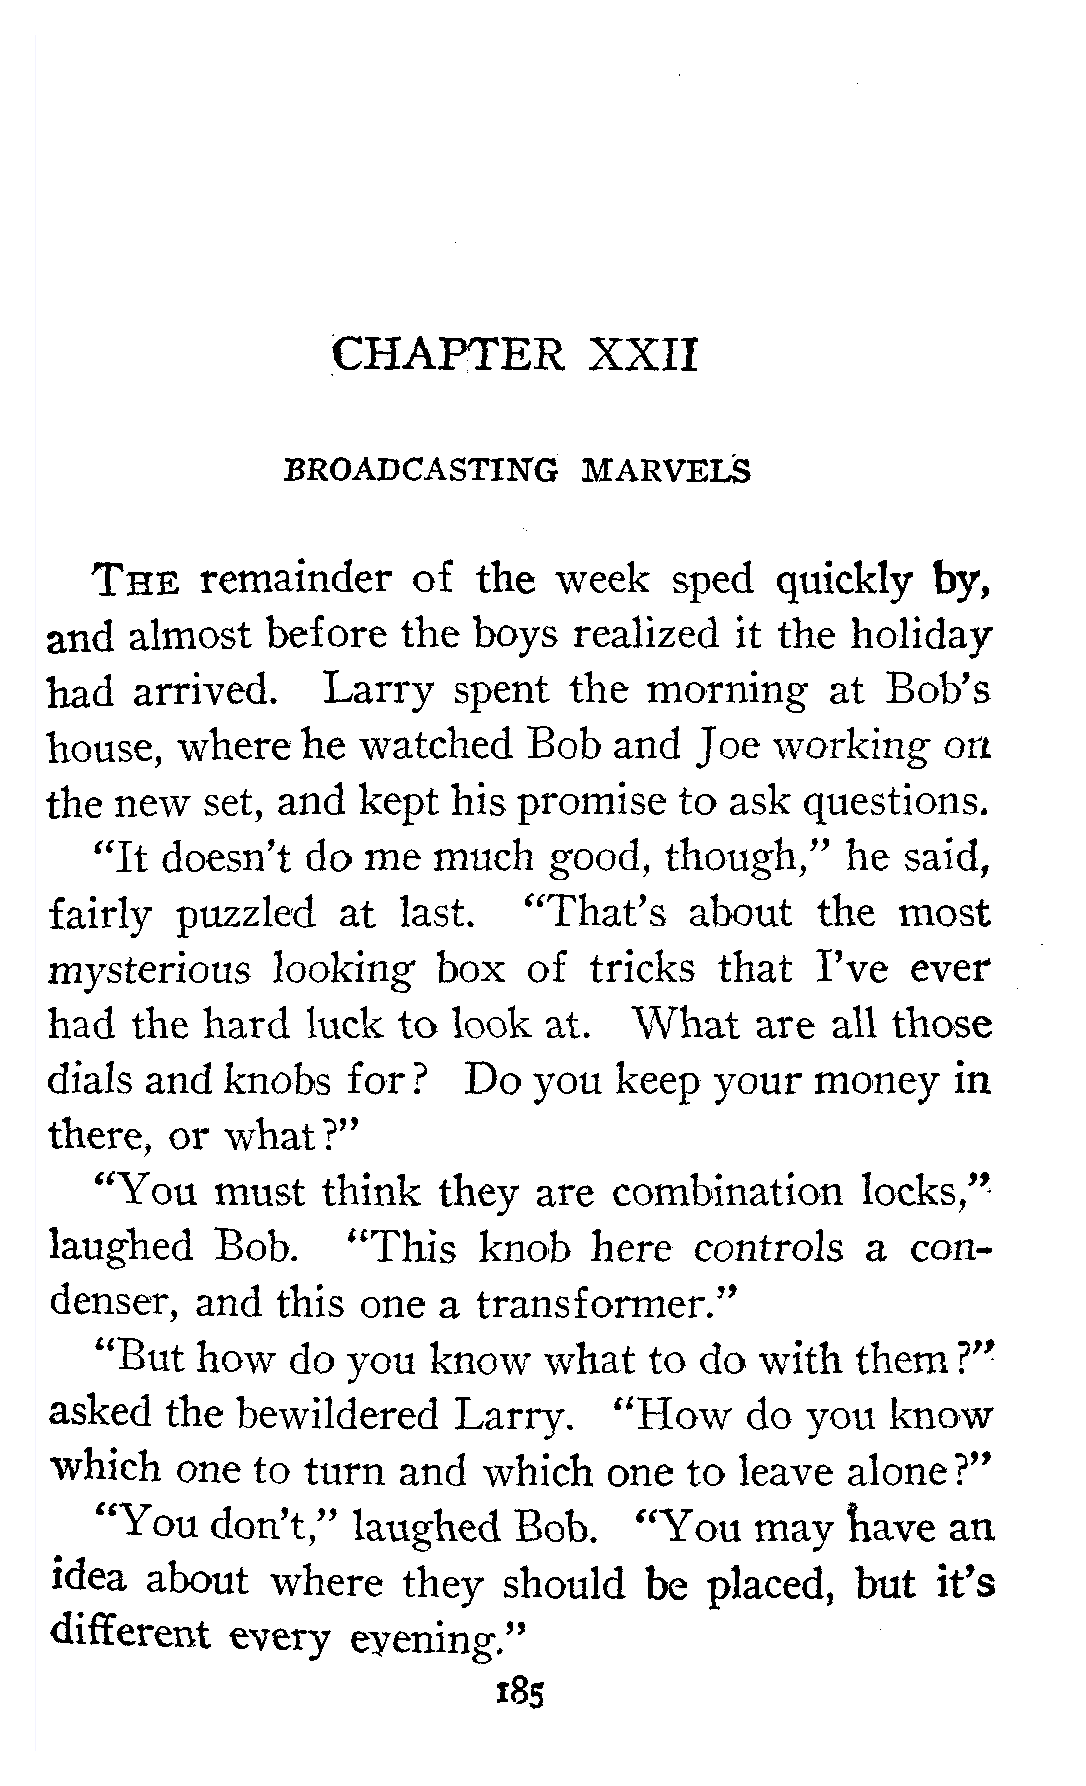 CHAPTER XXII
BROADCASTING MARVELS
THE remainder of the week sped quickly by,
and almost before the boys realized it the holiday
had arrived. Larry spent the morning at Bob's
house, where he watched Bob and Joe working on
the new set, and kept his promise to ask questions.
"It doesn't do me much good, though," he said,
fairly puzzled at last. "That's about the most
mysterious looking box of tricks that I've ever
had the hard luck to look at. What are all those
dials and knobs for? Do you keep your money in
there, or what?"
"You must think they are combination locks,"
laughed Bob. "This knob here controls a con-
denser, and this one a transformer."
"But how do you know what to do with them?"
asked the bewildered Larry. "How do you know
which one to turn and which one to leave alone?"
"You don't," laughed Bob. "You may have an
idea about where they should be placed, but it's
different every evening."
185